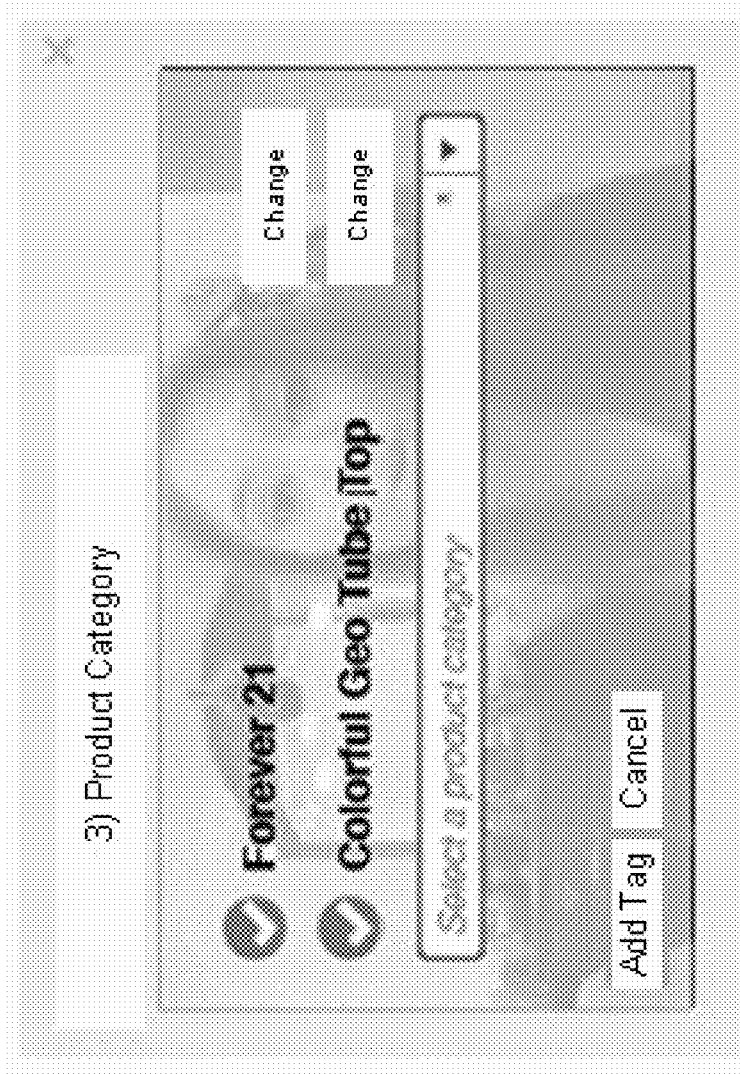 3) Product Category
Forever 21
Change
Colorful Geo Tube Top
Change
Select a product category *
Add Tag Cancel